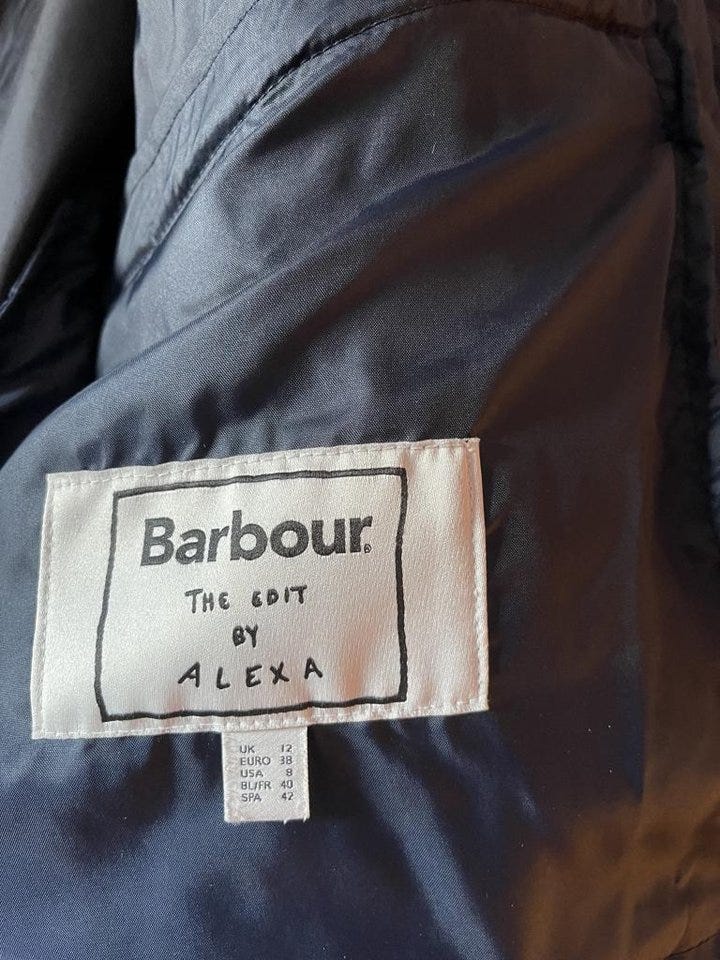 Barbour®
THE EDIT
BY
ALEXA
UK 12
EURO 38
USA 8
BL/FR 40
SPA 42